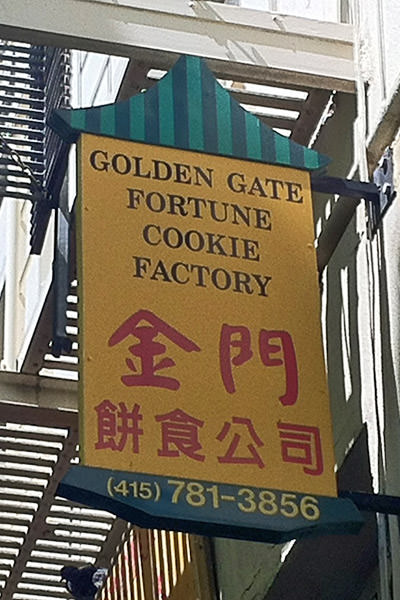 GOLDEN GATE
FORTUNE
COOKIE
FACTORY
金門
餅食公司
(415) 781-3856